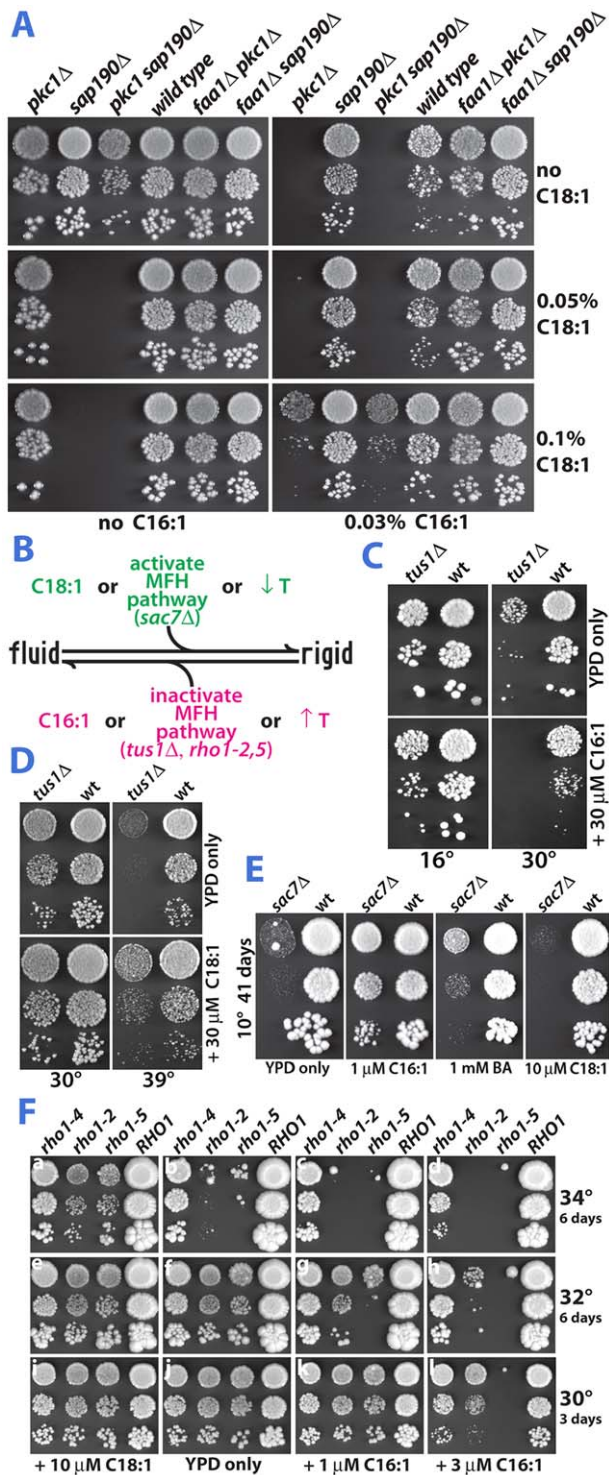 A
pkc1Δ sap190Δ pkc1 sap190Δ wild type faa1Δ pkc1Δ faa1Δ sap190Δ pkc1Δ sap190Δ pkc1 sap190Δ wild type faa1Δ pkc1Δ faa1Δ sap190Δ
no C18:1
0.05% C18:1
0.1% C18:1
no C16:1 0.03% C16:1
B
C18:1 or activate MFH pathway (sac7Δ) or ↓ T
fluid rigid
C16:1 or inactivate MFH pathway (tus1Δ, rho1-2,5) or ↑ T
C
tus1Δ wt tus1Δ wt
YPD only
+ 30 μM C16:1
16° 30°
D
tus1Δ wt tus1Δ wt
YPD only
+ 30 μM C18:1
30° 39°
E
sac7Δ wt sac7Δ wt sac7Δ wt sac7Δ wt
10° 41 days
YPD only 1 μM C16:1 1 mM BA 10 μM C18:1
F
rho1-4 rho1-2 rho1-5 RHO1 rho1-4 rho1-2 rho1-5 RHO1 rho1-4 rho1-2 rho1-5 RHO1 rho1-4 rho1-2 rho1-5 RHO1
a b c d
34°
6 days
e f g h
32°
6 days
i j k l
30°
3 days
+ 10 μM C18:1 YPD only + 1 μM C16:1 + 3 μM C16:1